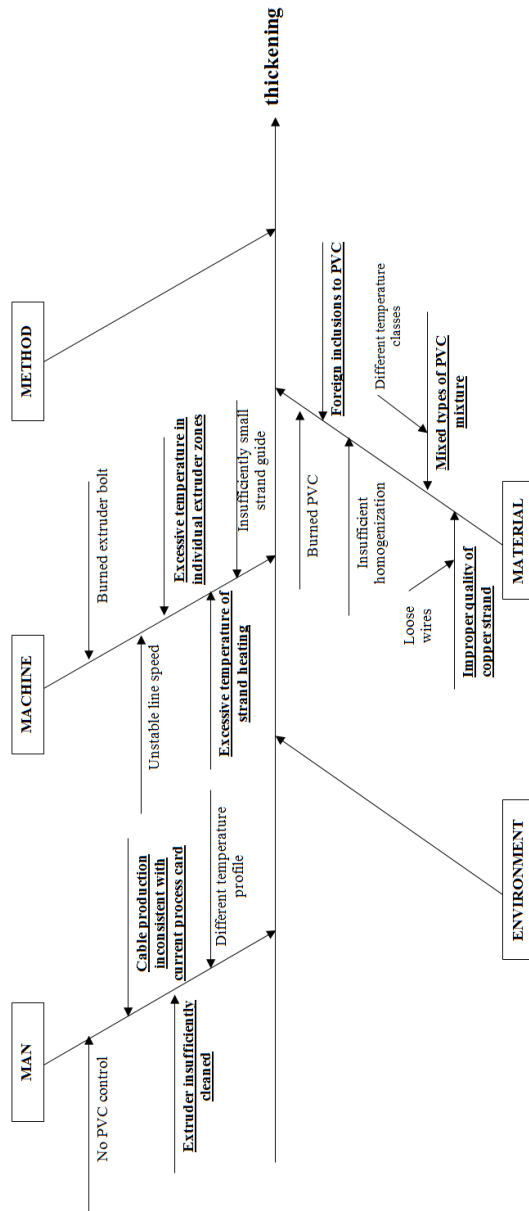 MAN
No PVC control
Cable production
inconsistent with
current process card
Extruder insufficiently
cleaned
Different temperature
profile
MACHINE
Burned extruder bolt
Unstable line speed
Excessive temperature in
individual extruder zones
Excessive temperature of
strand heating
Insufficiently small
strand guide
METHOD
thickening
ENVIRONMENT
MATERIAL
Burned PVC
Foreign inclusions to PVC
Insufficient
homogenization
Different temperature
classes
Mixed types of PVC
mixture
Loose
wires
Improper quality of
copper strand